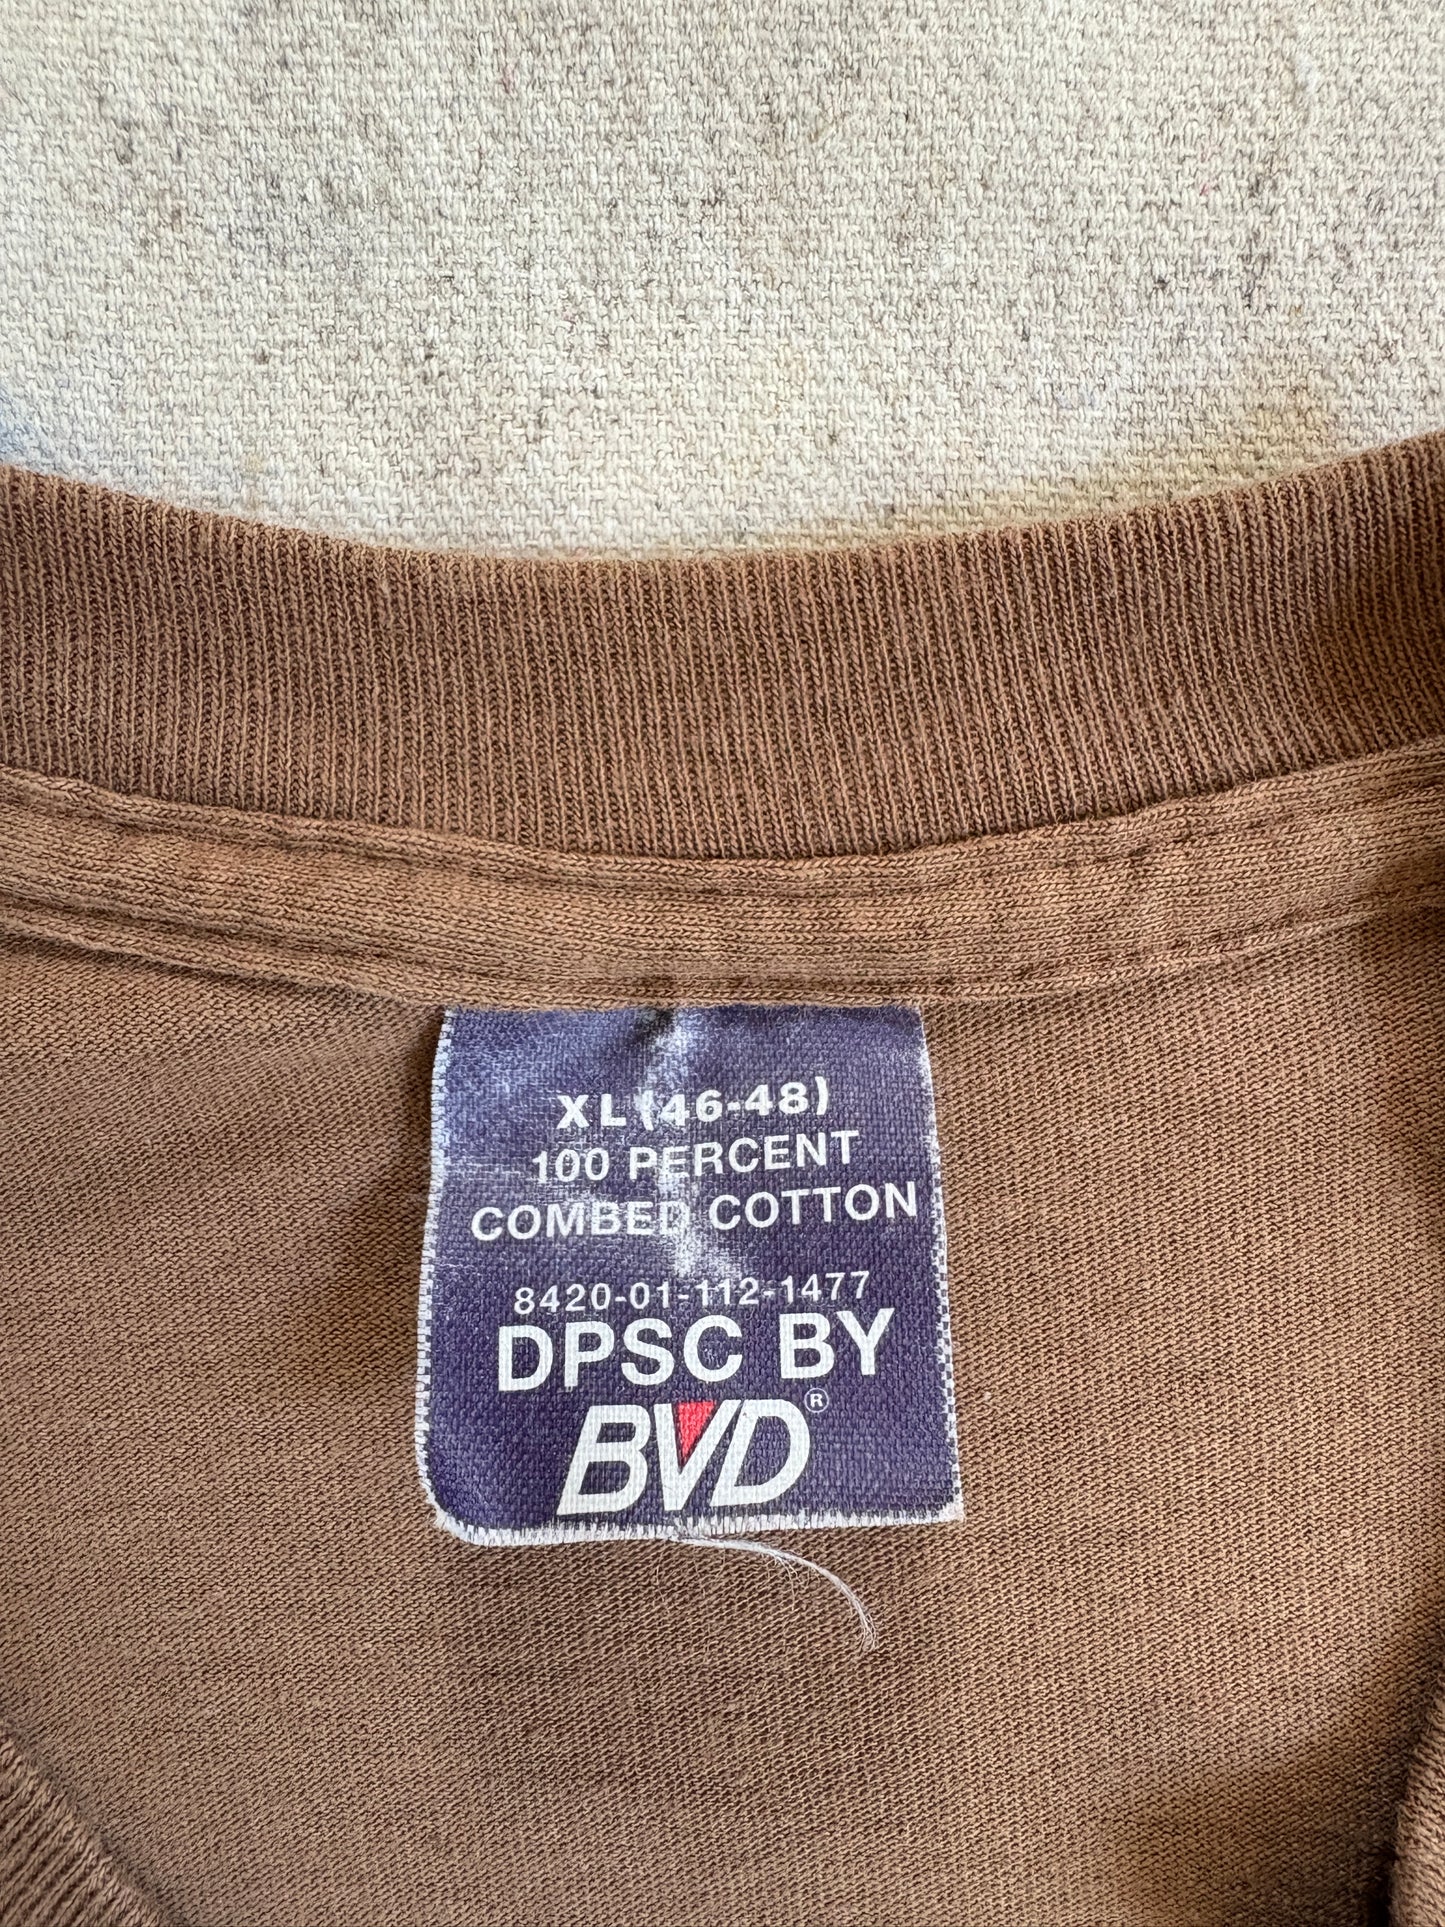 XL (46-48)
100 PERCENT
COMBED COTTON
8420-01-112-1477
DPSC BY
BVD®